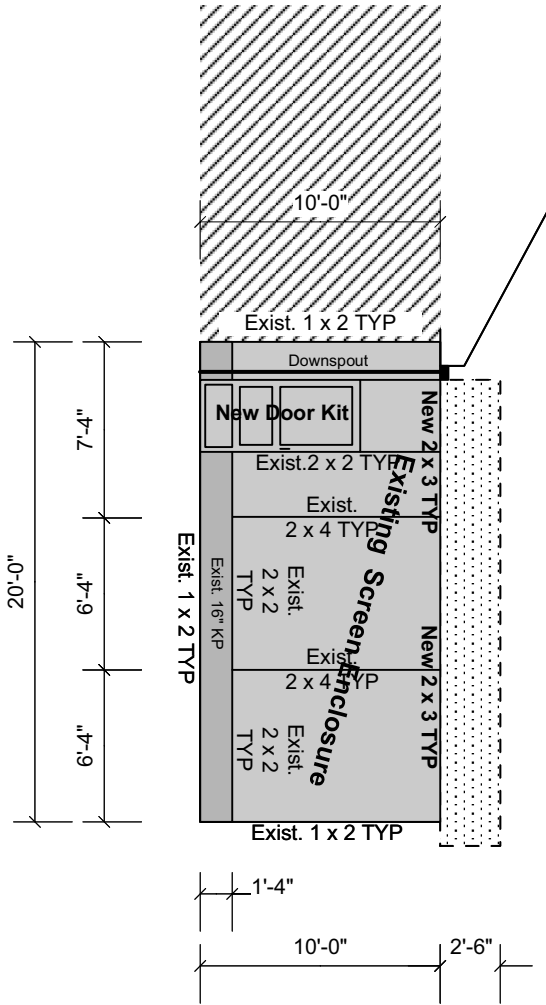 10'-0"
Exist. 1 x 2 TYP
Downspout
New Door Kit
New 2 x 3 TYP
7'-4"
Exist.2 x 2 TYP
Existing Screen Enclosure
Exist.
2 x 4 TYP
20'-0"
6'-4"
Exist. 1 x 2 TYP
Exist. 16" KP
Exist.
2 x 2
TYP
New 2 x 3 TYP
Exist.
2 x 4 TYP
6'-4"
Exist.
2 x 2
TYP
Exist. 1 x 2 TYP
1'-4"
10'-0"
2'-6"